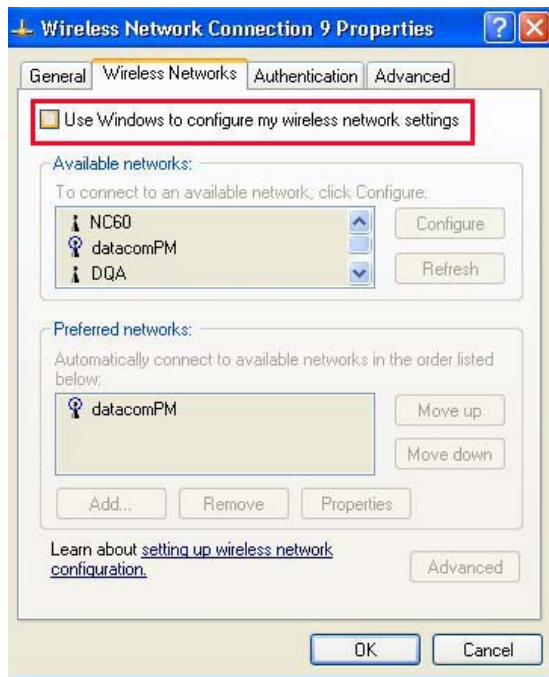 Wireless Network Connection 9 Properties
General Wireless Networks Authentication Advanced
Use Windows to configure my wireless network settings
Available networks:
To connect to an available network, click Configure.
NC60
datacomPM
DQA
Configure
Refresh
Preferred networks:
Automatically connect to available networks in the order listed
below:
datacomPM
Move up
Move down
Add... Remove Properties
Learn about setting up wireless network
configuration.
Advanced
OK Cancel